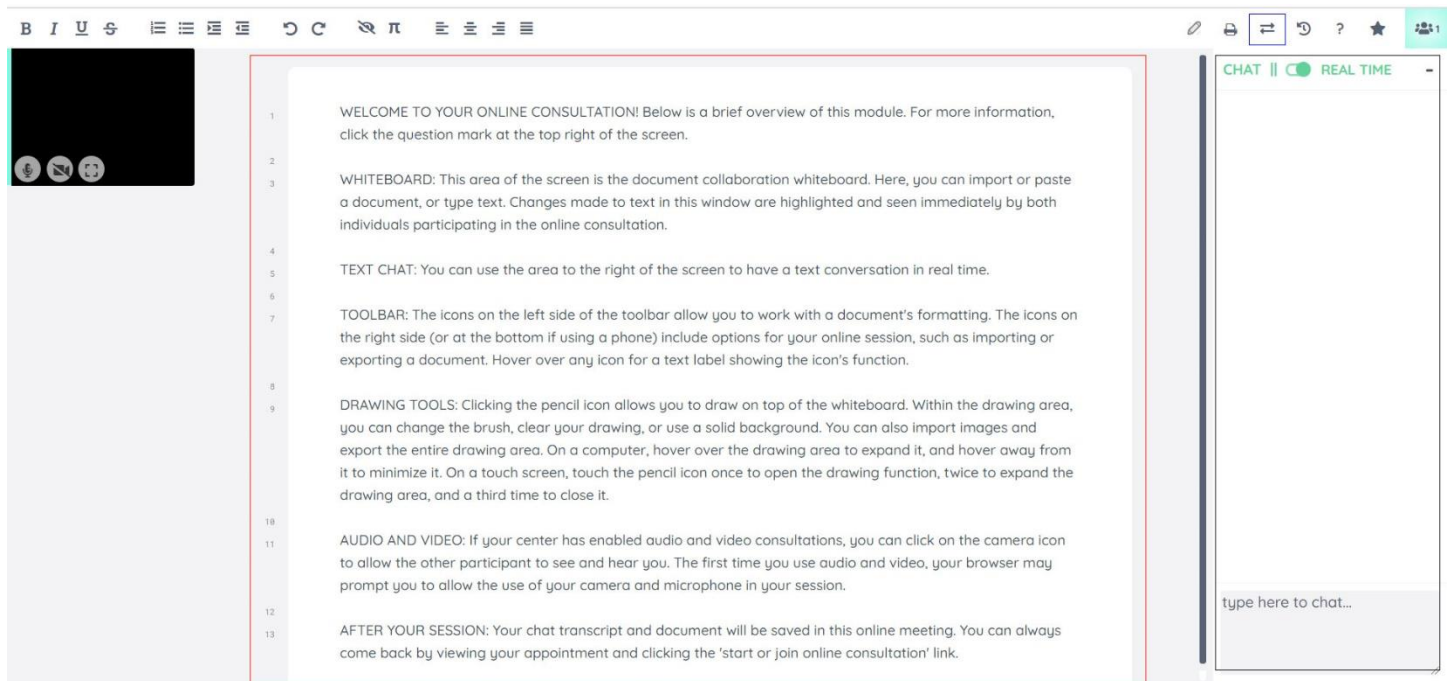 B I U S π ? 1
CHAT || REAL TIME -
1
WELCOME TO YOUR ONLINE CONSULTATION! Below is a brief overview of this module. For more information,
click the question mark at the top right of the screen.
2
3
WHITEBOARD: This area of the screen is the document collaboration whiteboard. Here, you can import or paste
a document, or type text. Changes made to text in this window are highlighted and seen immediately by both
individuals participating in the online consultation.
4
5
TEXT CHAT: You can use the area to the right of the screen to have a text conversation in real time.
6
7
TOOLBAR: The icons on the left side of the toolbar allow you to work with a document's formatting. The icons on
the right side (or at the bottom if using a phone) include options for your online session, such as importing or
exporting a document. Hover over any icon for a text label showing the icon's function.
8
9
DRAWING TOOLS: Clicking the pencil icon allows you to draw on top of the whiteboard. Within the drawing area,
you can change the brush, clear your drawing, or use a solid background. You can also import images and
export the entire drawing area. On a computer, hover over the drawing area to expand it, and hover away from
it to minimize it. On a touch screen, touch the pencil icon once to open the drawing function, twice to expand the
drawing area, and a third time to close it.
10
11
AUDIO AND VIDEO: If your center has enabled audio and video consultations, you can click on the camera icon
to allow the other participant to see and hear you. The first time you use audio and video, your browser may
prompt you to allow the use of your camera and microphone in your session.
12
13
AFTER YOUR SESSION: Your chat transcript and document will be saved in this online meeting. You can always
come back by viewing your appointment and clicking the 'start or join online consultation' link.
type here to chat...